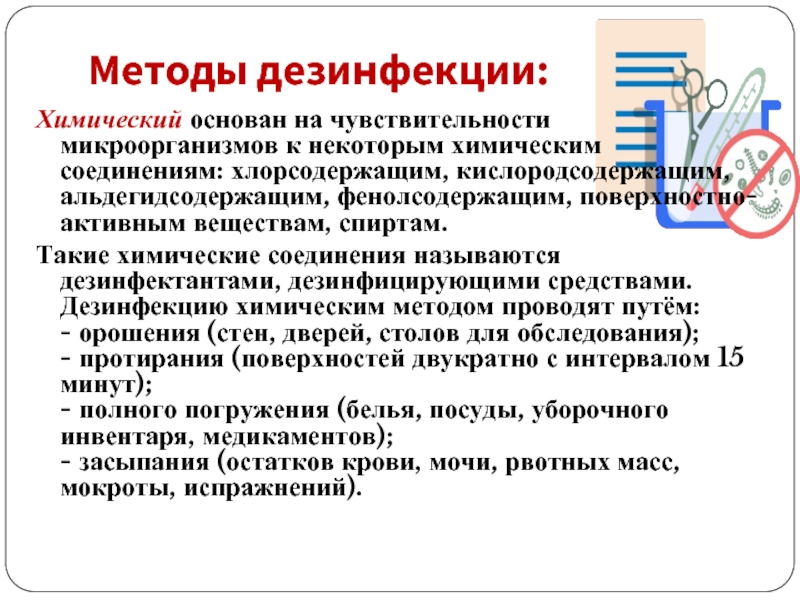 Методы дезинфекции:
Химический основан на чувствительности
микроорганизмов к некоторым химическим
соединениям: хлорсодержащим, кислородсодержащим,
альдегидсодержащим, фенолсодержащим, поверхностно-
активным веществам, спиртам.
Такие химические соединения называются
дезинфектантами, дезинфицирующими средствами.
Дезинфекцию химическим методом проводят путём:
- орошения (стен, дверей, столов для обследования);
- протирания (поверхностей двукратно с интервалом 15
минут);
- полного погружения (белья, посуды, уборочного
инвентаря, медикаментов);
- засыпания (остатков крови, мочи, рвотных масс,
мокроты, испражнений).